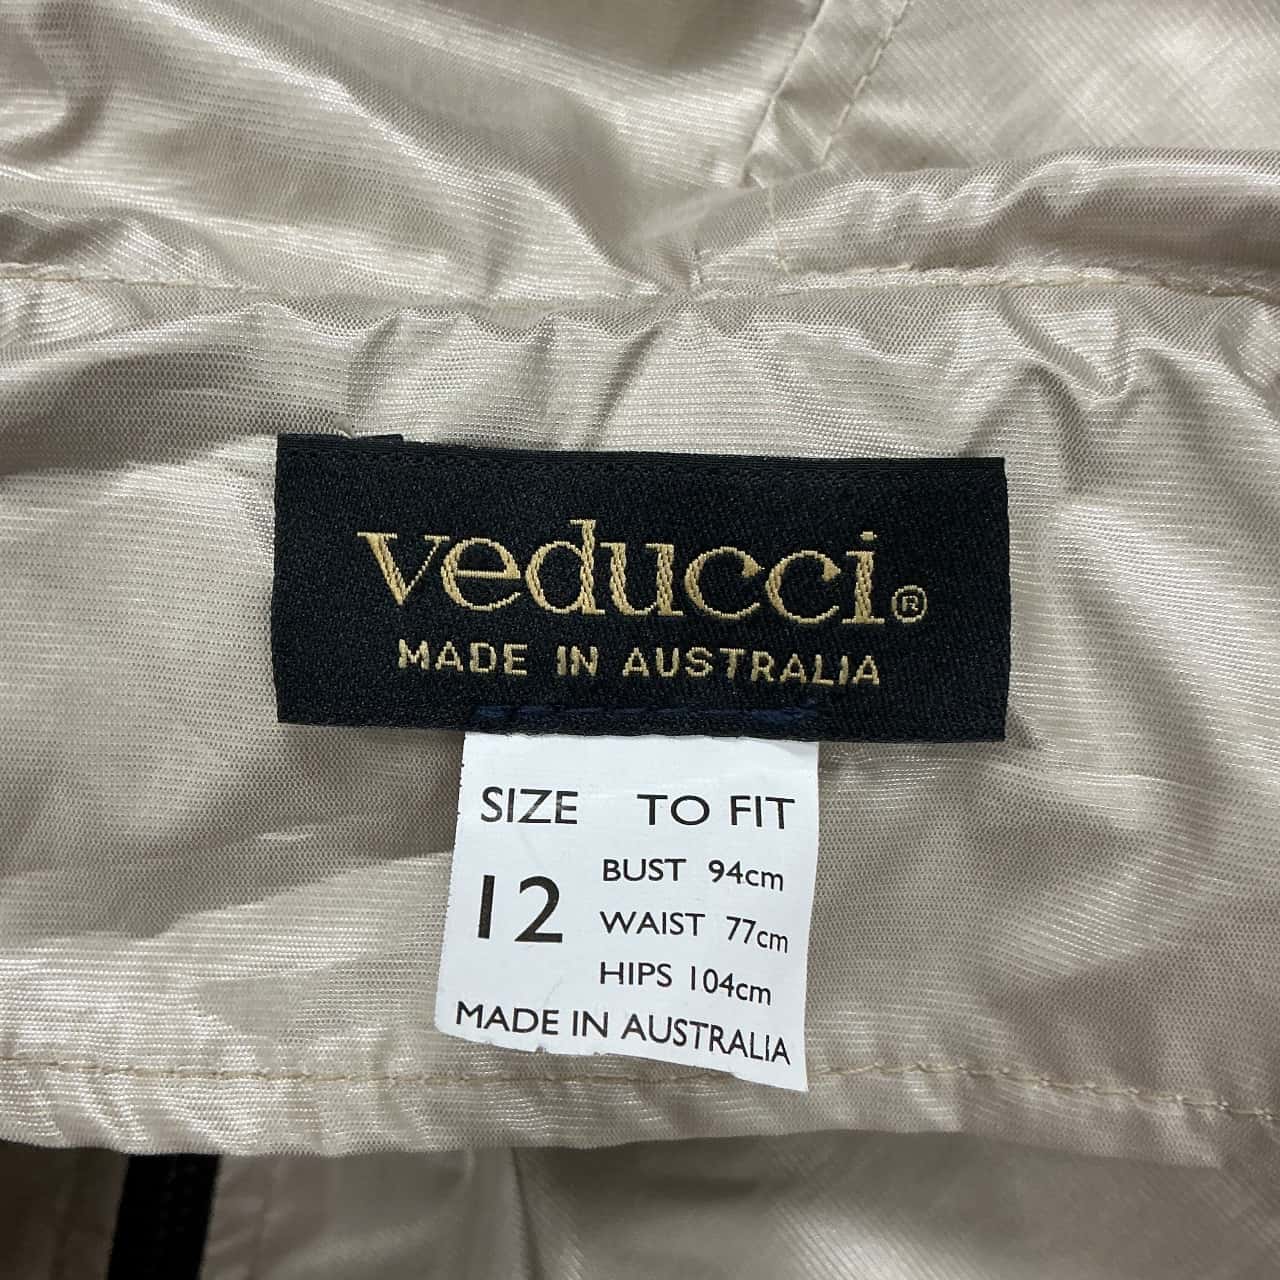 veducci®
MADE IN AUSTRALIA
SIZE TO FIT
12
BUST 94cm
WAIST 77cm
HIPS 104cm
MADE IN AUSTRALIA